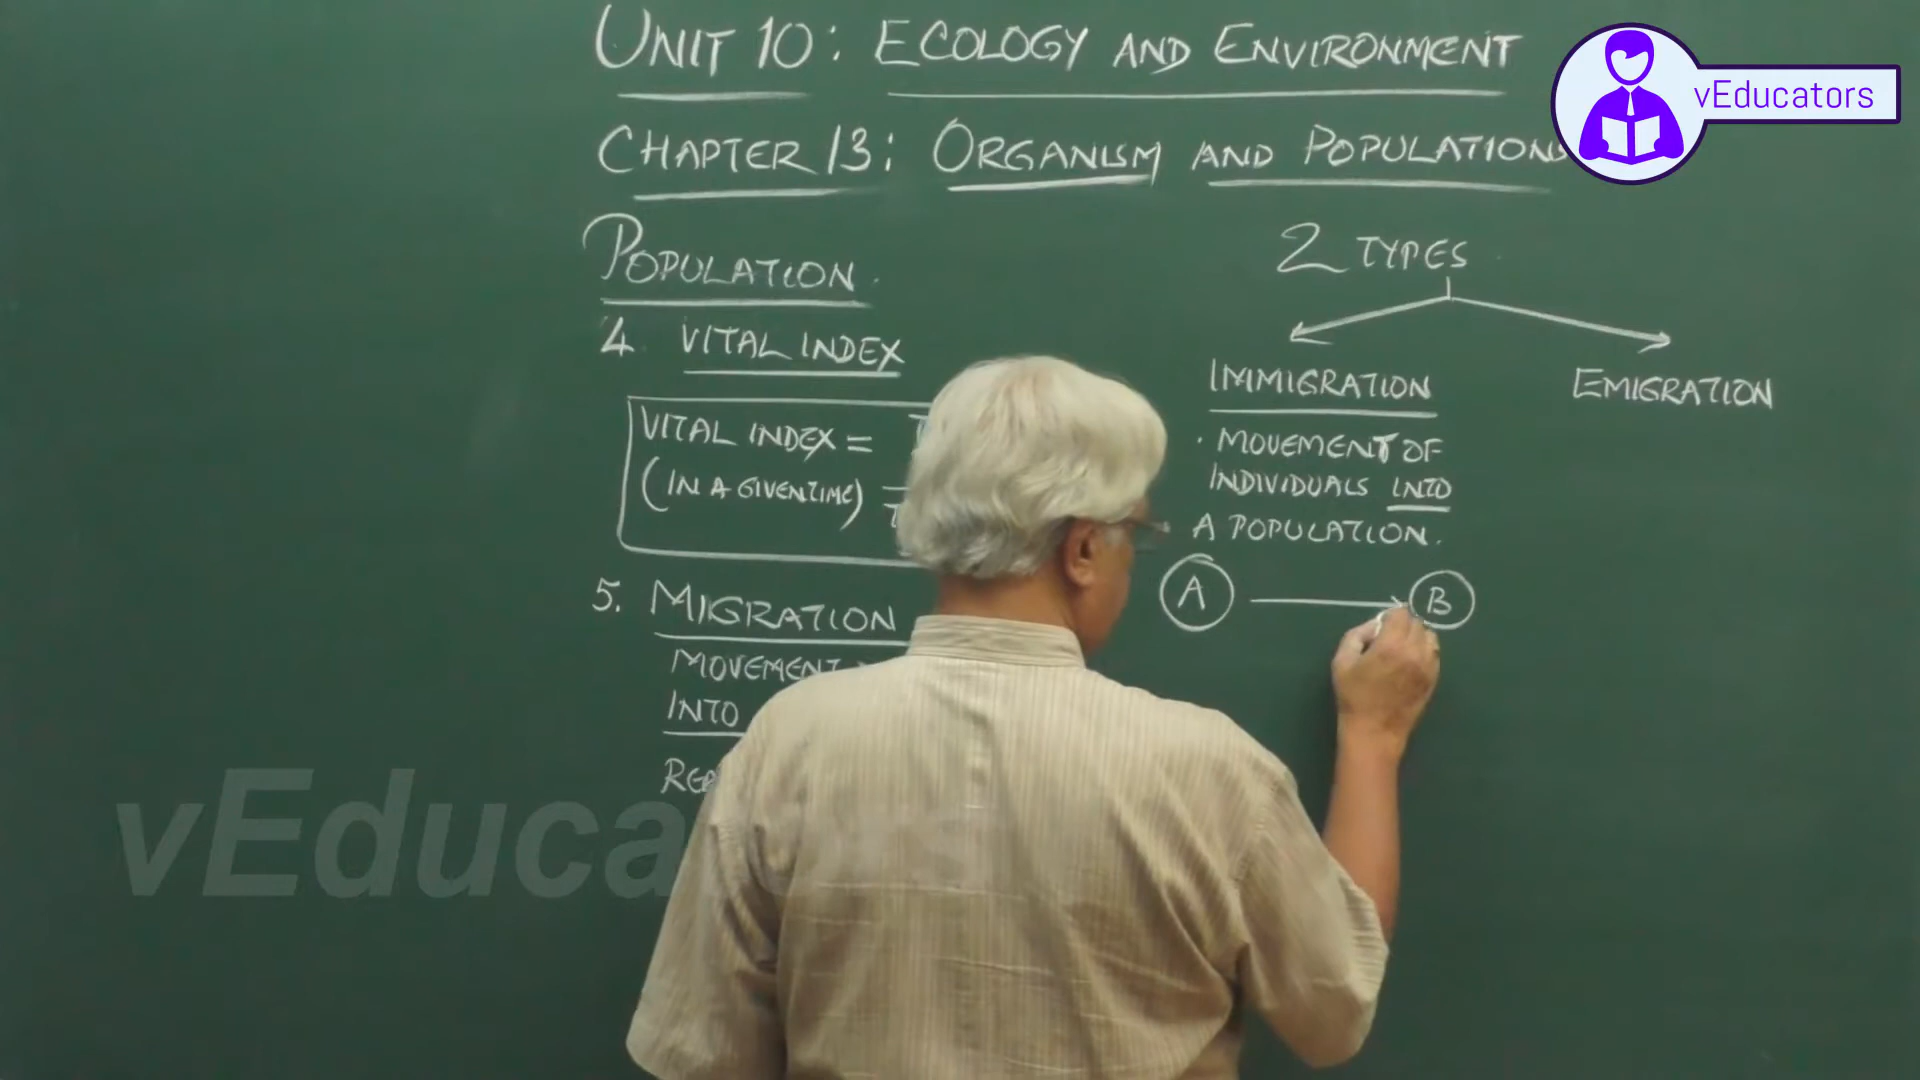 UNIT 10: ECOLOGY AND ENVIRONMENT
CHAPTER 13: ORGANISM AND POPULATIONS
vEducators
POPULATION.
4. VITAL INDEX
VITAL INDEX =
(IN A GIVEN TIME)
5. MIGRATION
MOVEMENT
INTO
2 TYPES
IMMIGRATION
EMIGRATION
. MOVEMENT OF
INDIVIDUALS INTO
A POPULATION.
A B
vEducators